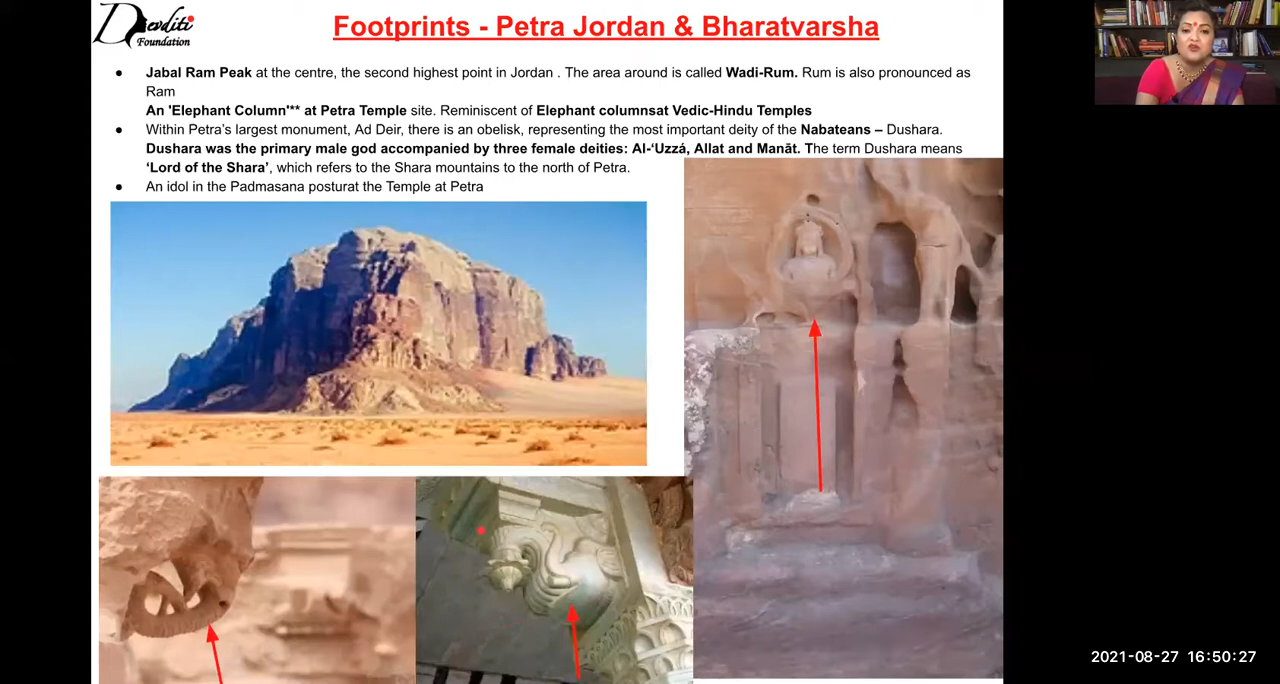 Devditi
Foundation
Footprints - Petra Jordan & Bharatvarsha
● Jabal Ram Peak at the centre, the second highest point in Jordan . The area around is called Wadi-Rum. Rum is also pronounced as
Ram
An 'Elephant Column'** at Petra Temple site. Reminiscent of Elephant columnsat Vedic-Hindu Temples
● Within Petra's largest monument, Ad Deir, there is an obelisk, representing the most important deity of the Nabateans – Dushara.
Dushara was the primary male god accompanied by three female deities: Al-‘Uzzá, Allat and Manāt. The term Dushara means
‘Lord of the Shara’, which refers to the Shara mountains to the north of Petra.
● An idol in the Padmasana posturat the Temple at Petra
2021-08-27 16:50:27